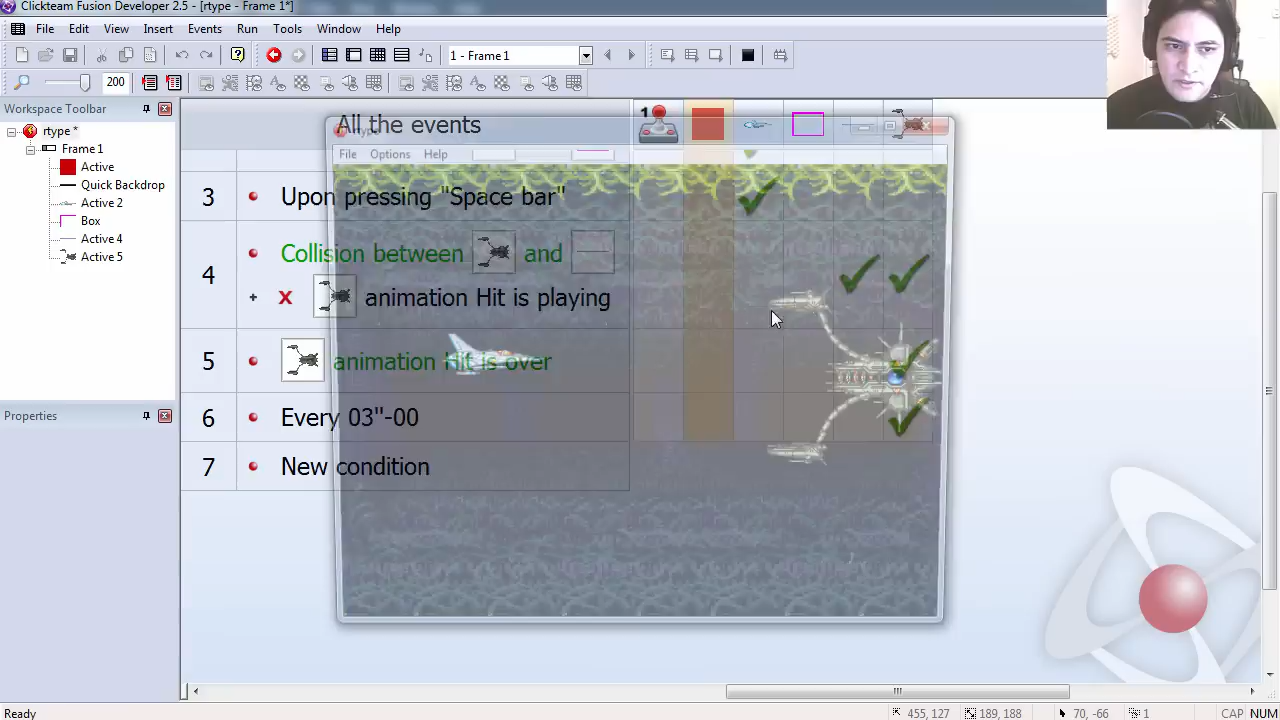 Clickteam Fusion Developer 2.5 - [rtype - Frame 1*]
File Edit View Insert Events Run Tools Window Help
1 - Frame1
200
Workspace Toolbar
rtype *
Frame 1
Active
Quick Backdrop
Active 2
Box
Active 4
Active 5
Properties
All the events
1
rtype
File Options Help
3 Upon pressing "Space bar"
4 Collision between and
+ X animation Hit is playing
5 animation Hit is over
6 Every 03"-00
7 New condition
Ready
455, 127
189, 188
70, -66
1
CAP NUM